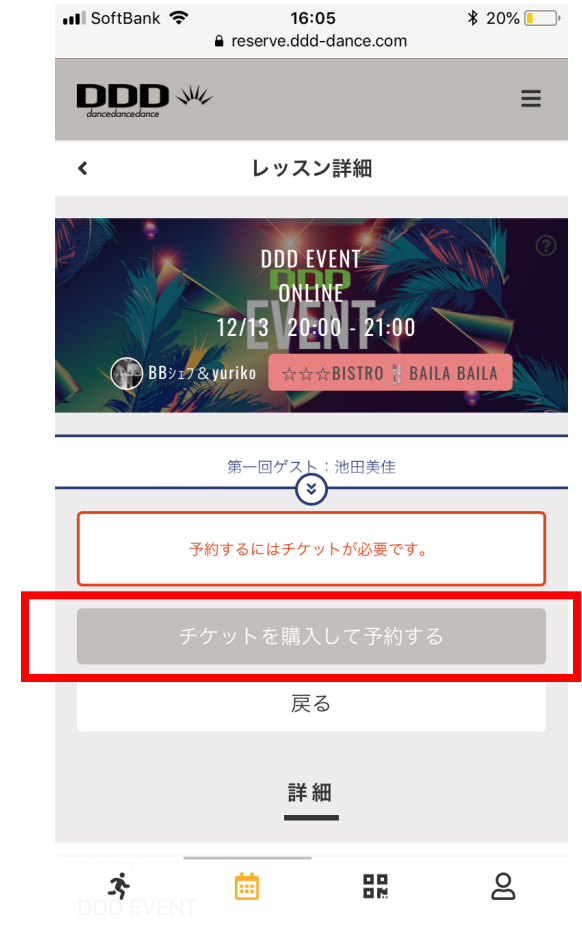 SoftBank 16:05 20%
reserve.ddd-dance.com
DDD
dancedancedance
レッスン詳細
DDD EVENT
ONLINE
DDD
EVENT
12/13 20:00 - 21:00
BBシェフ&yuriko ☆☆☆BISTRO🍴BAILA BAILA
第一回ゲスト：池田美佳
予約するにはチケットが必要です。
チケットを購入して予約する
戻る
詳細
DDD EVENT